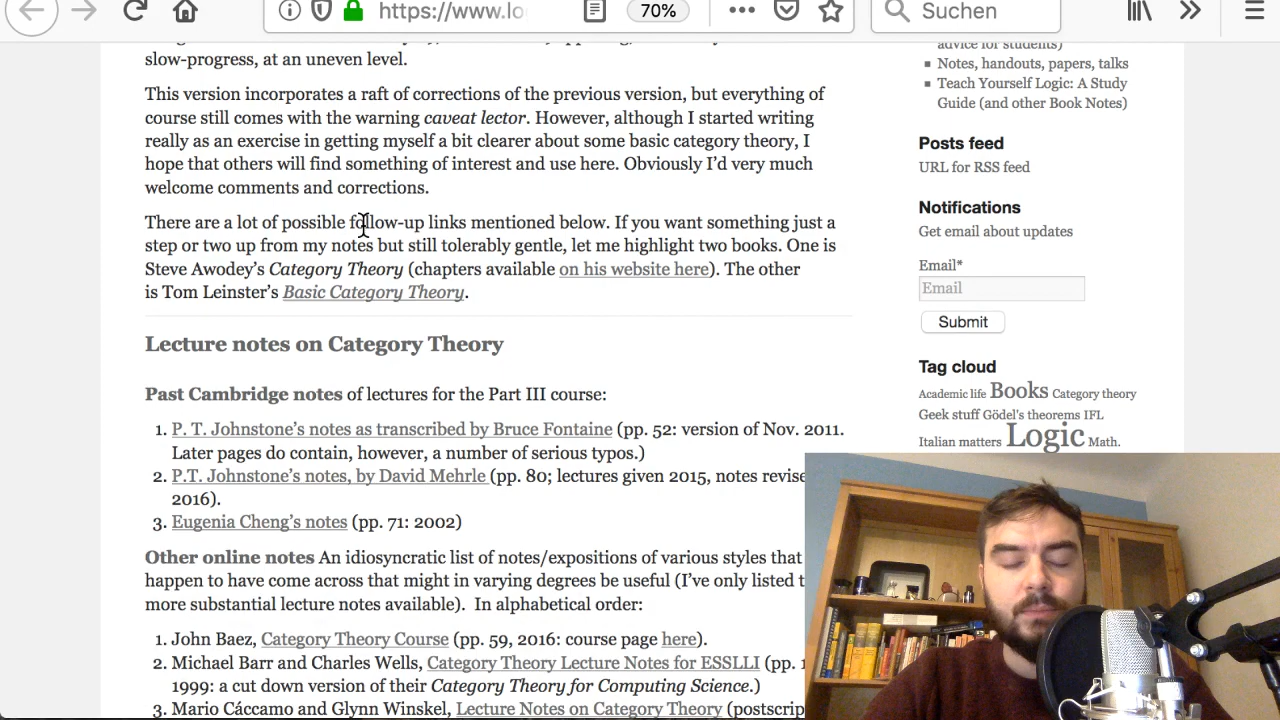 https://www.lo
70%
Suchen
slow-progress, at an uneven level.
This version incorporates a raft of corrections of the previous version, but everything of
course still comes with the warning caveat lector. However, although I started writing
really as an exercise in getting myself a bit clearer about some basic category theory, I
hope that others will find something of interest and use here. Obviously I'd very much
welcome comments and corrections.
There are a lot of possible follow-up links mentioned below. If you want something just a
step or two up from my notes but still tolerably gentle, let me highlight two books. One is
Steve Awodey's Category Theory (chapters available on his website here). The other
is Tom Leinster's Basic Category Theory.
Lecture notes on Category Theory
Past Cambridge notes of lectures for the Part III course:
1. P. T. Johnstone's notes as transcribed by Bruce Fontaine (pp. 52: version of Nov. 2011.
Later pages do contain, however, a number of serious typos.)
2. P.T. Johnstone's notes, by David Mehrle (pp. 80; lectures given 2015, notes revise
2016).
3. Eugenia Cheng's notes (pp. 71: 2002)
Other online notes An idiosyncratic list of notes/expositions of various styles that
happen to have come across that might in varying degrees be useful (I've only listed t
more substantial lecture notes available). In alphabetical order:
1. John Baez, Category Theory Course (pp. 59, 2016: course page here).
2. Michael Barr and Charles Wells, Category Theory Lecture Notes for ESSLLI (pp. 1
1999: a cut down version of their Category Theory for Computing Science.)
3. Mario Cáccamo and Glynn Winskel, Lecture Notes on Category Theory (postscrip
advice for students)
Notes, handouts, papers, talks
Teach Yourself Logic: A Study
Guide (and other Book Notes)
Posts feed
URL for RSS feed
Notifications
Get email about updates
Email*
Email
Submit
Tag cloud
Academic life Books Category theory
Geek stuff Gödel's theorems IFL
Italian matters Logic Math.